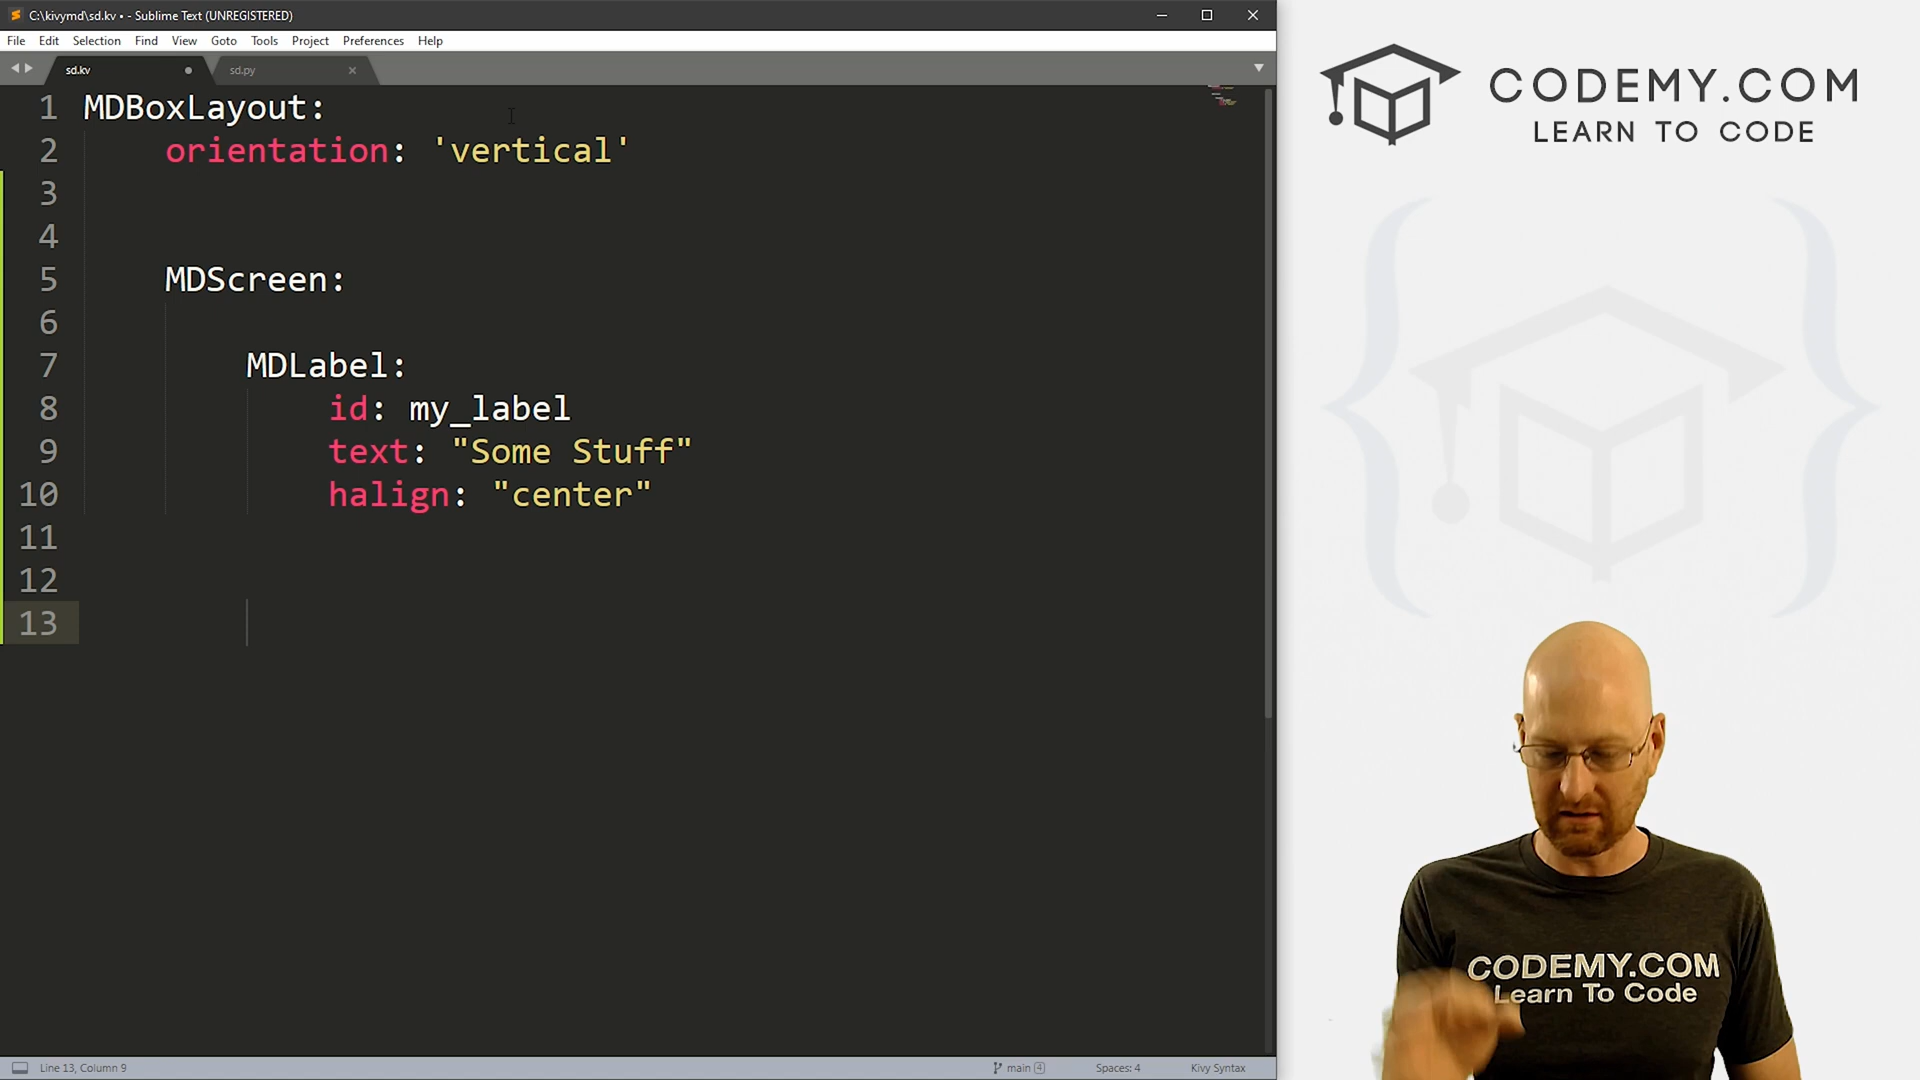 C:\kivymd\sd.kv • - Sublime Text (UNREGISTERED)
File Edit Selection Find View Goto Tools Project Preferences Help
sd.kv sd.py
1 MDBoxLayout:
2 orientation: 'vertical'
3
4
5 MDScreen:
6
7 MDLabel:
8 id: my_label
9 text: "Some Stuff"
10 halign: "center"
11
12
13
Line 13, Column 9 main 4 Spaces: 4 Kivy Syntax
CODEMY.COM
LEARN TO CODE
CODEMY.COM
Learn To Code